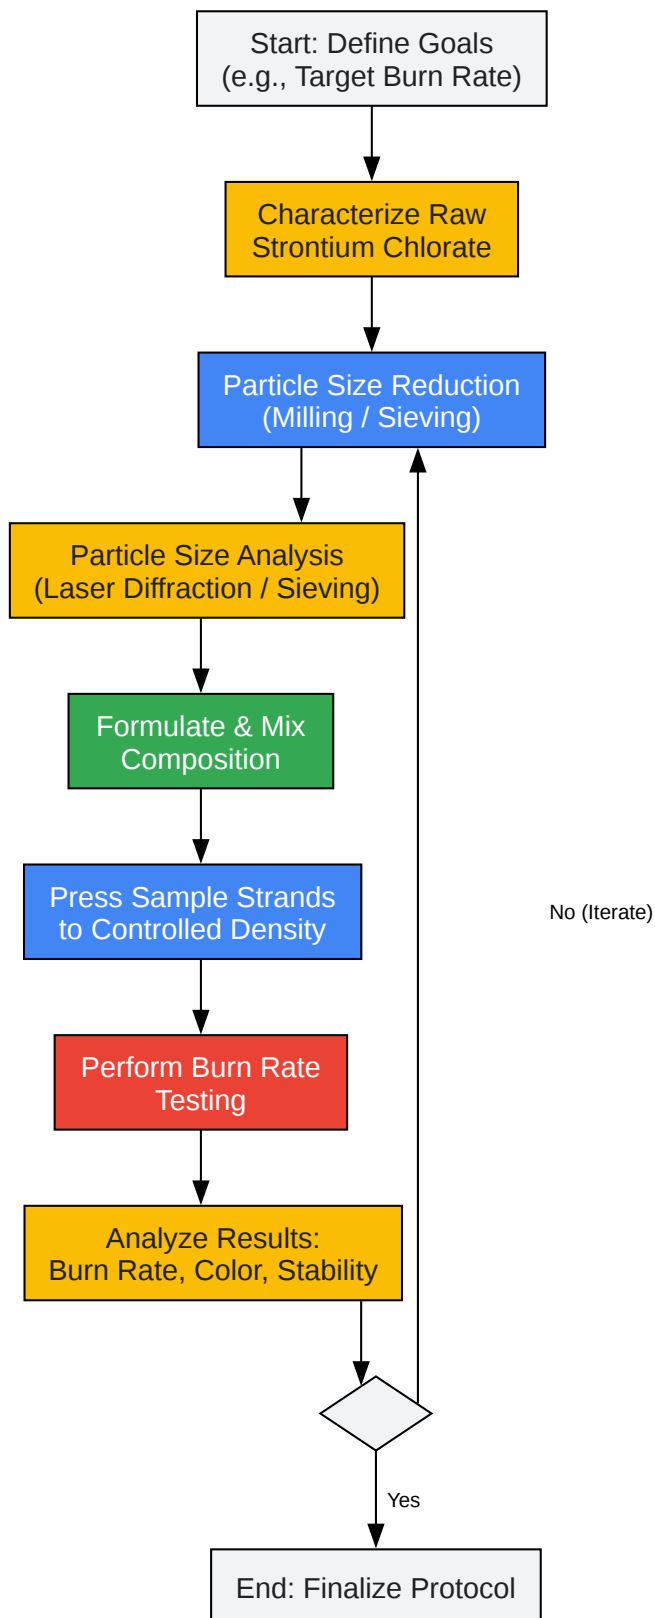 Start: Define Goals
(e.g., Target Burn Rate)
Characterize Raw
Strontium Chlorate
Particle Size Reduction
(Milling / Sieving)
Particle Size Analysis
(Laser Diffraction / Sieving)
Formulate & Mix
Composition
Press Sample Strands
to Controlled Density
No (Iterate)
Perform Burn Rate
Testing
Analyze Results:
Burn Rate, Color, Stability
Yes
End: Finalize Protocol